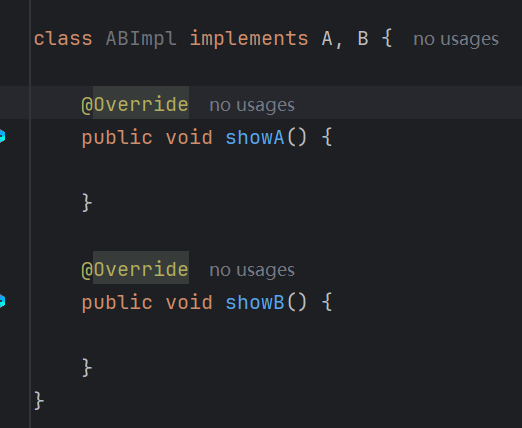 class ABImpl implements A, B {   no usages
@Override   no usages
public void showA() {
}
@Override   no usages
public void showB() {
}
}